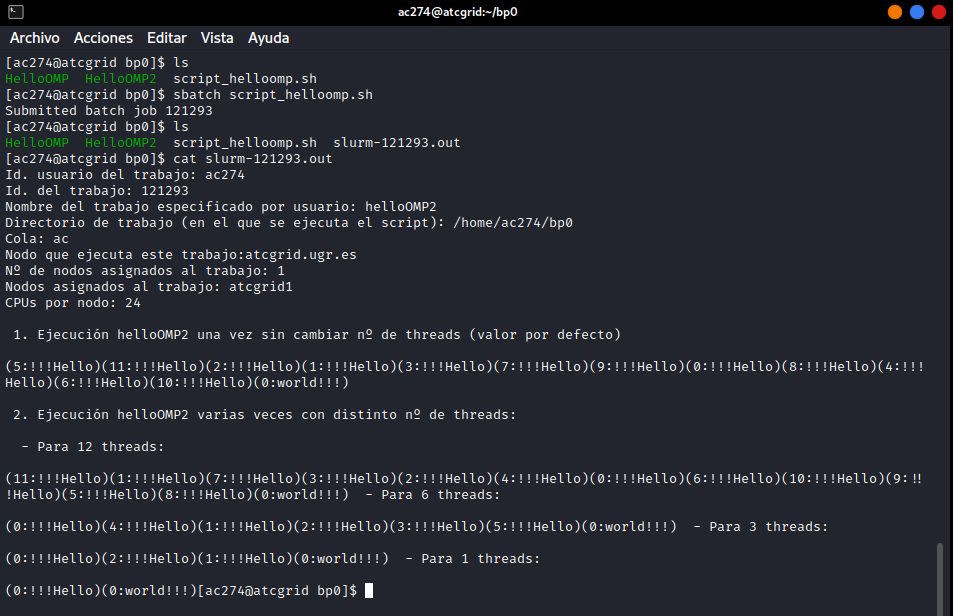 ac274@atcgrid:~/bp0
Archivo Acciones Editar Vista Ayuda
[ac274@atcgrid bp0]$ ls
HelloOMP  HelloOMP2  script_helloomp.sh
[ac274@atcgrid bp0]$ sbatch script_helloomp.sh
Submitted batch job 121293
[ac274@atcgrid bp0]$ ls
HelloOMP  HelloOMP2  script_helloomp.sh  slurm-121293.out
[ac274@atcgrid bp0]$ cat slurm-121293.out
Id. usuario del trabajo: ac274
Id. del trabajo: 121293
Nombre del trabajo especificado por usuario: helloOMP2
Directorio de trabajo (en el que se ejecuta el script): /home/ac274/bp0
Cola: ac
Nodo que ejecuta este trabajo:atcgrid.ugr.es
Nº de nodos asignados al trabajo: 1
Nodos asignados al trabajo: atcgrid1
CPUs por nodo: 24
1. Ejecución helloOMP2 una vez sin cambiar nº de threads (valor por defecto)
(5:!!!Hello)(11:!!!Hello)(2:!!!Hello)(1:!!!Hello)(3:!!!Hello)(7:!!!Hello)(9:!!!Hello)(0:!!!Hello)(8:!!!Hello)(4:!!!
Hello)(6:!!!Hello)(10:!!!Hello)(0:world!!!)
2. Ejecución helloOMP2 varias veces con distinto nº de threads:
- Para 12 threads:
(11:!!!Hello)(1:!!!Hello)(7:!!!Hello)(3:!!!Hello)(2:!!!Hello)(4:!!!Hello)(0:!!!Hello)(6:!!!Hello)(10:!!!Hello)(9:!!
!Hello)(5:!!!Hello)(8:!!!Hello)(0:world!!!)  - Para 6 threads:
(0:!!!Hello)(4:!!!Hello)(1:!!!Hello)(2:!!!Hello)(3:!!!Hello)(5:!!!Hello)(0:world!!!)  - Para 3 threads:
(0:!!!Hello)(2:!!!Hello)(1:!!!Hello)(0:world!!!)  - Para 1 threads:
(0:!!!Hello)(0:world!!!)[ac274@atcgrid bp0]$